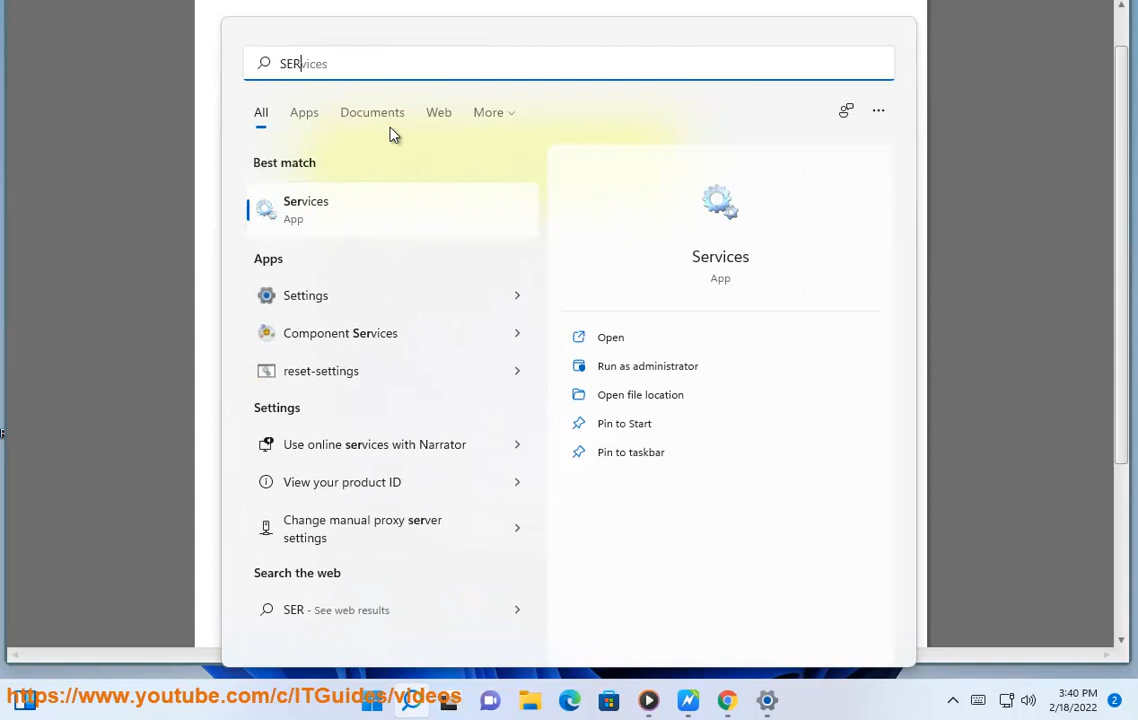 SERvices
All Apps Documents Web More
Best match
Services
App
Apps
Settings
Component Services
reset-settings
Settings
Use online services with Narrator
View your product ID
Change manual proxy server
settings
Search the web
SER - See web results
Services
App
Open
Run as administrator
Open file location
Pin to Start
Pin to taskbar
https://www.youtube.com/c/ITGuides/videos
3:40 PM
2/18/2022
2